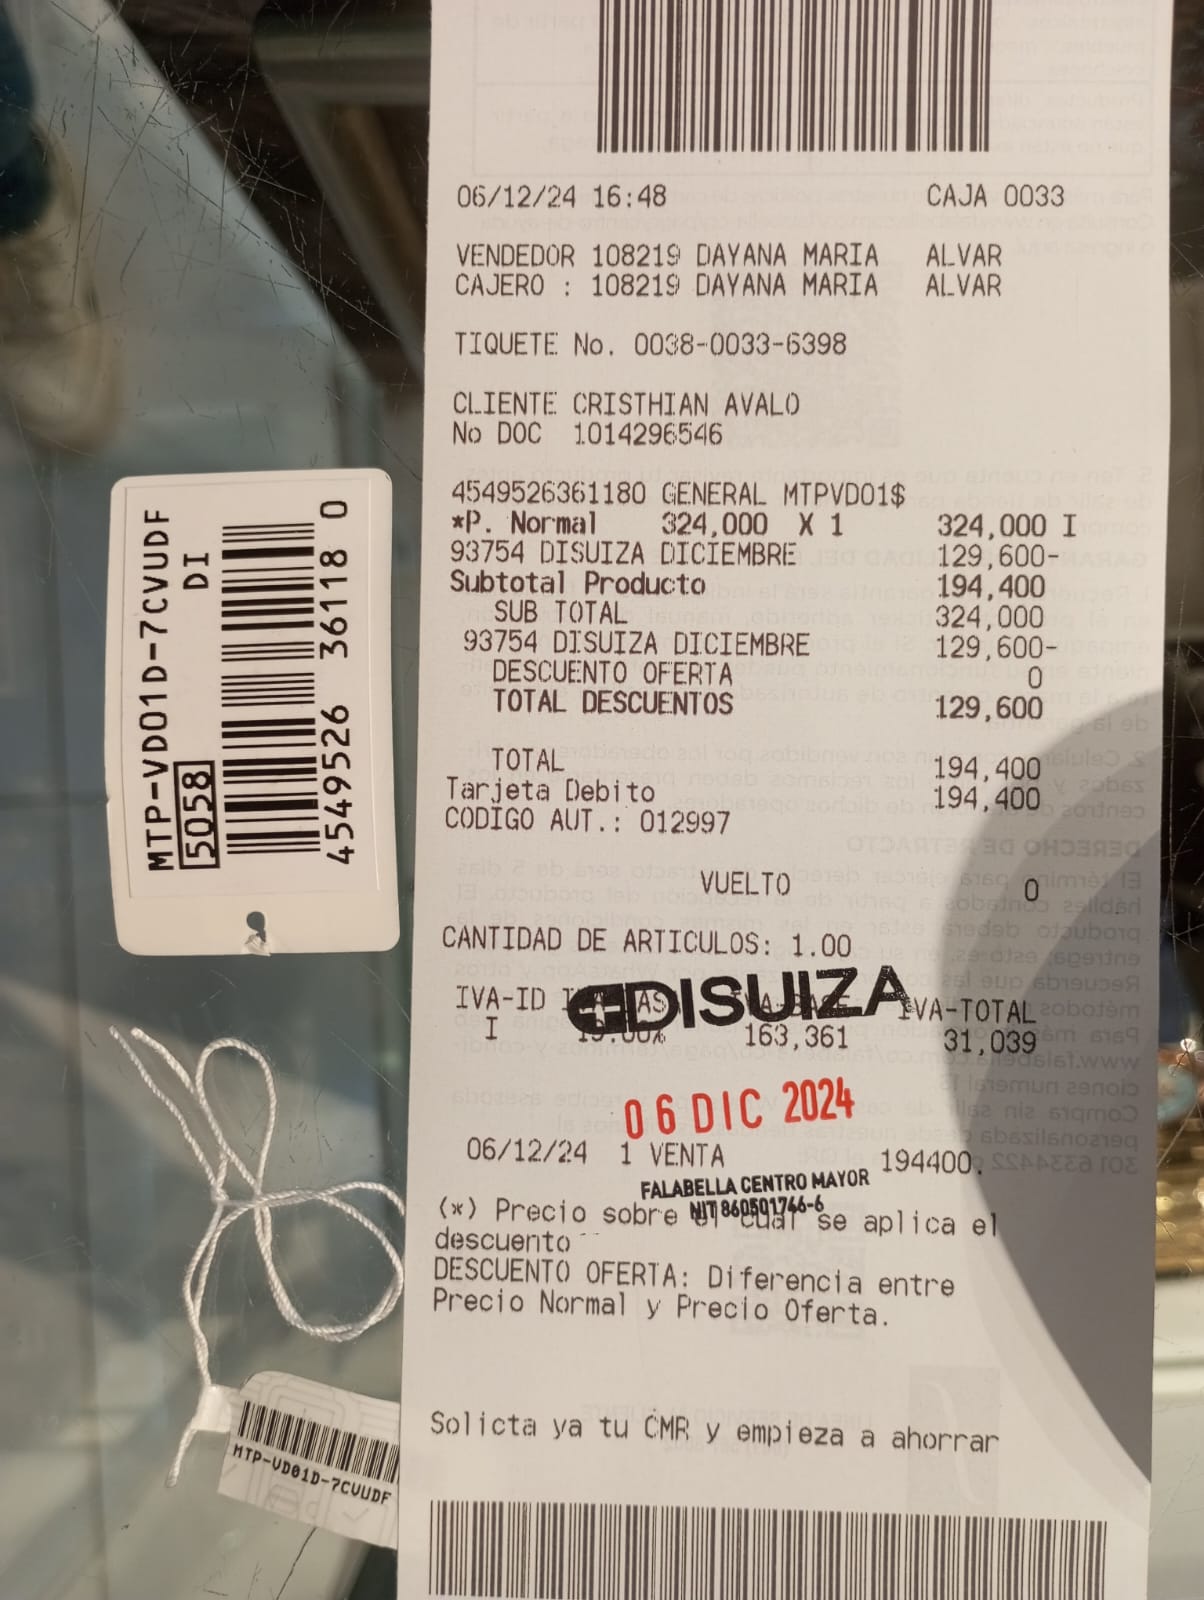 06/12/24 16:48 CAJA 0033
VENDEDOR 108219 DAYANA MARIA ALVAR
CAJERO : 108219 DAYANA MARIA ALVAR
TIQUETE No. 0038-0033-6398
CLIENTE CRISTHIAN AVALO
No DOC 1014296546
4549526361180 GENERAL MTPVD01$
*P. Normal 324,000 X 1 324,000 I
93754 DISUIZA DICIEMBRE 129,600-
Subtotal Producto 194,400
SUB TOTAL 324,000
93754 DISUIZA DICIEMBRE 129,600-
DESCUENTO OFERTA 0
TOTAL DESCUENTOS 129,600
TOTAL 194,400
Tarjeta Debito 194,400
CODIGO AUT.: 012997
VUELTO 0
CANTIDAD DE ARTICULOS: 1.00
DISUIZA
IVA-ID IVA-TOTAL
I 163,361 31,039
06 DIC 2024
06/12/24 1 VENTA 194400.
FALABELLA CENTRO MAYOR
NIT 860501746-6
(*) Precio sobre el cual se aplica el
descuento
DESCUENTO OFERTA: Diferencia entre
Precio Normal y Precio Oferta.
Solicta ya tu CMR y empieza a ahorrar
MTP-VD01D-7CVUDF
5058 DI
4549526 36118 0
MTP-VD01D-7CVUDF